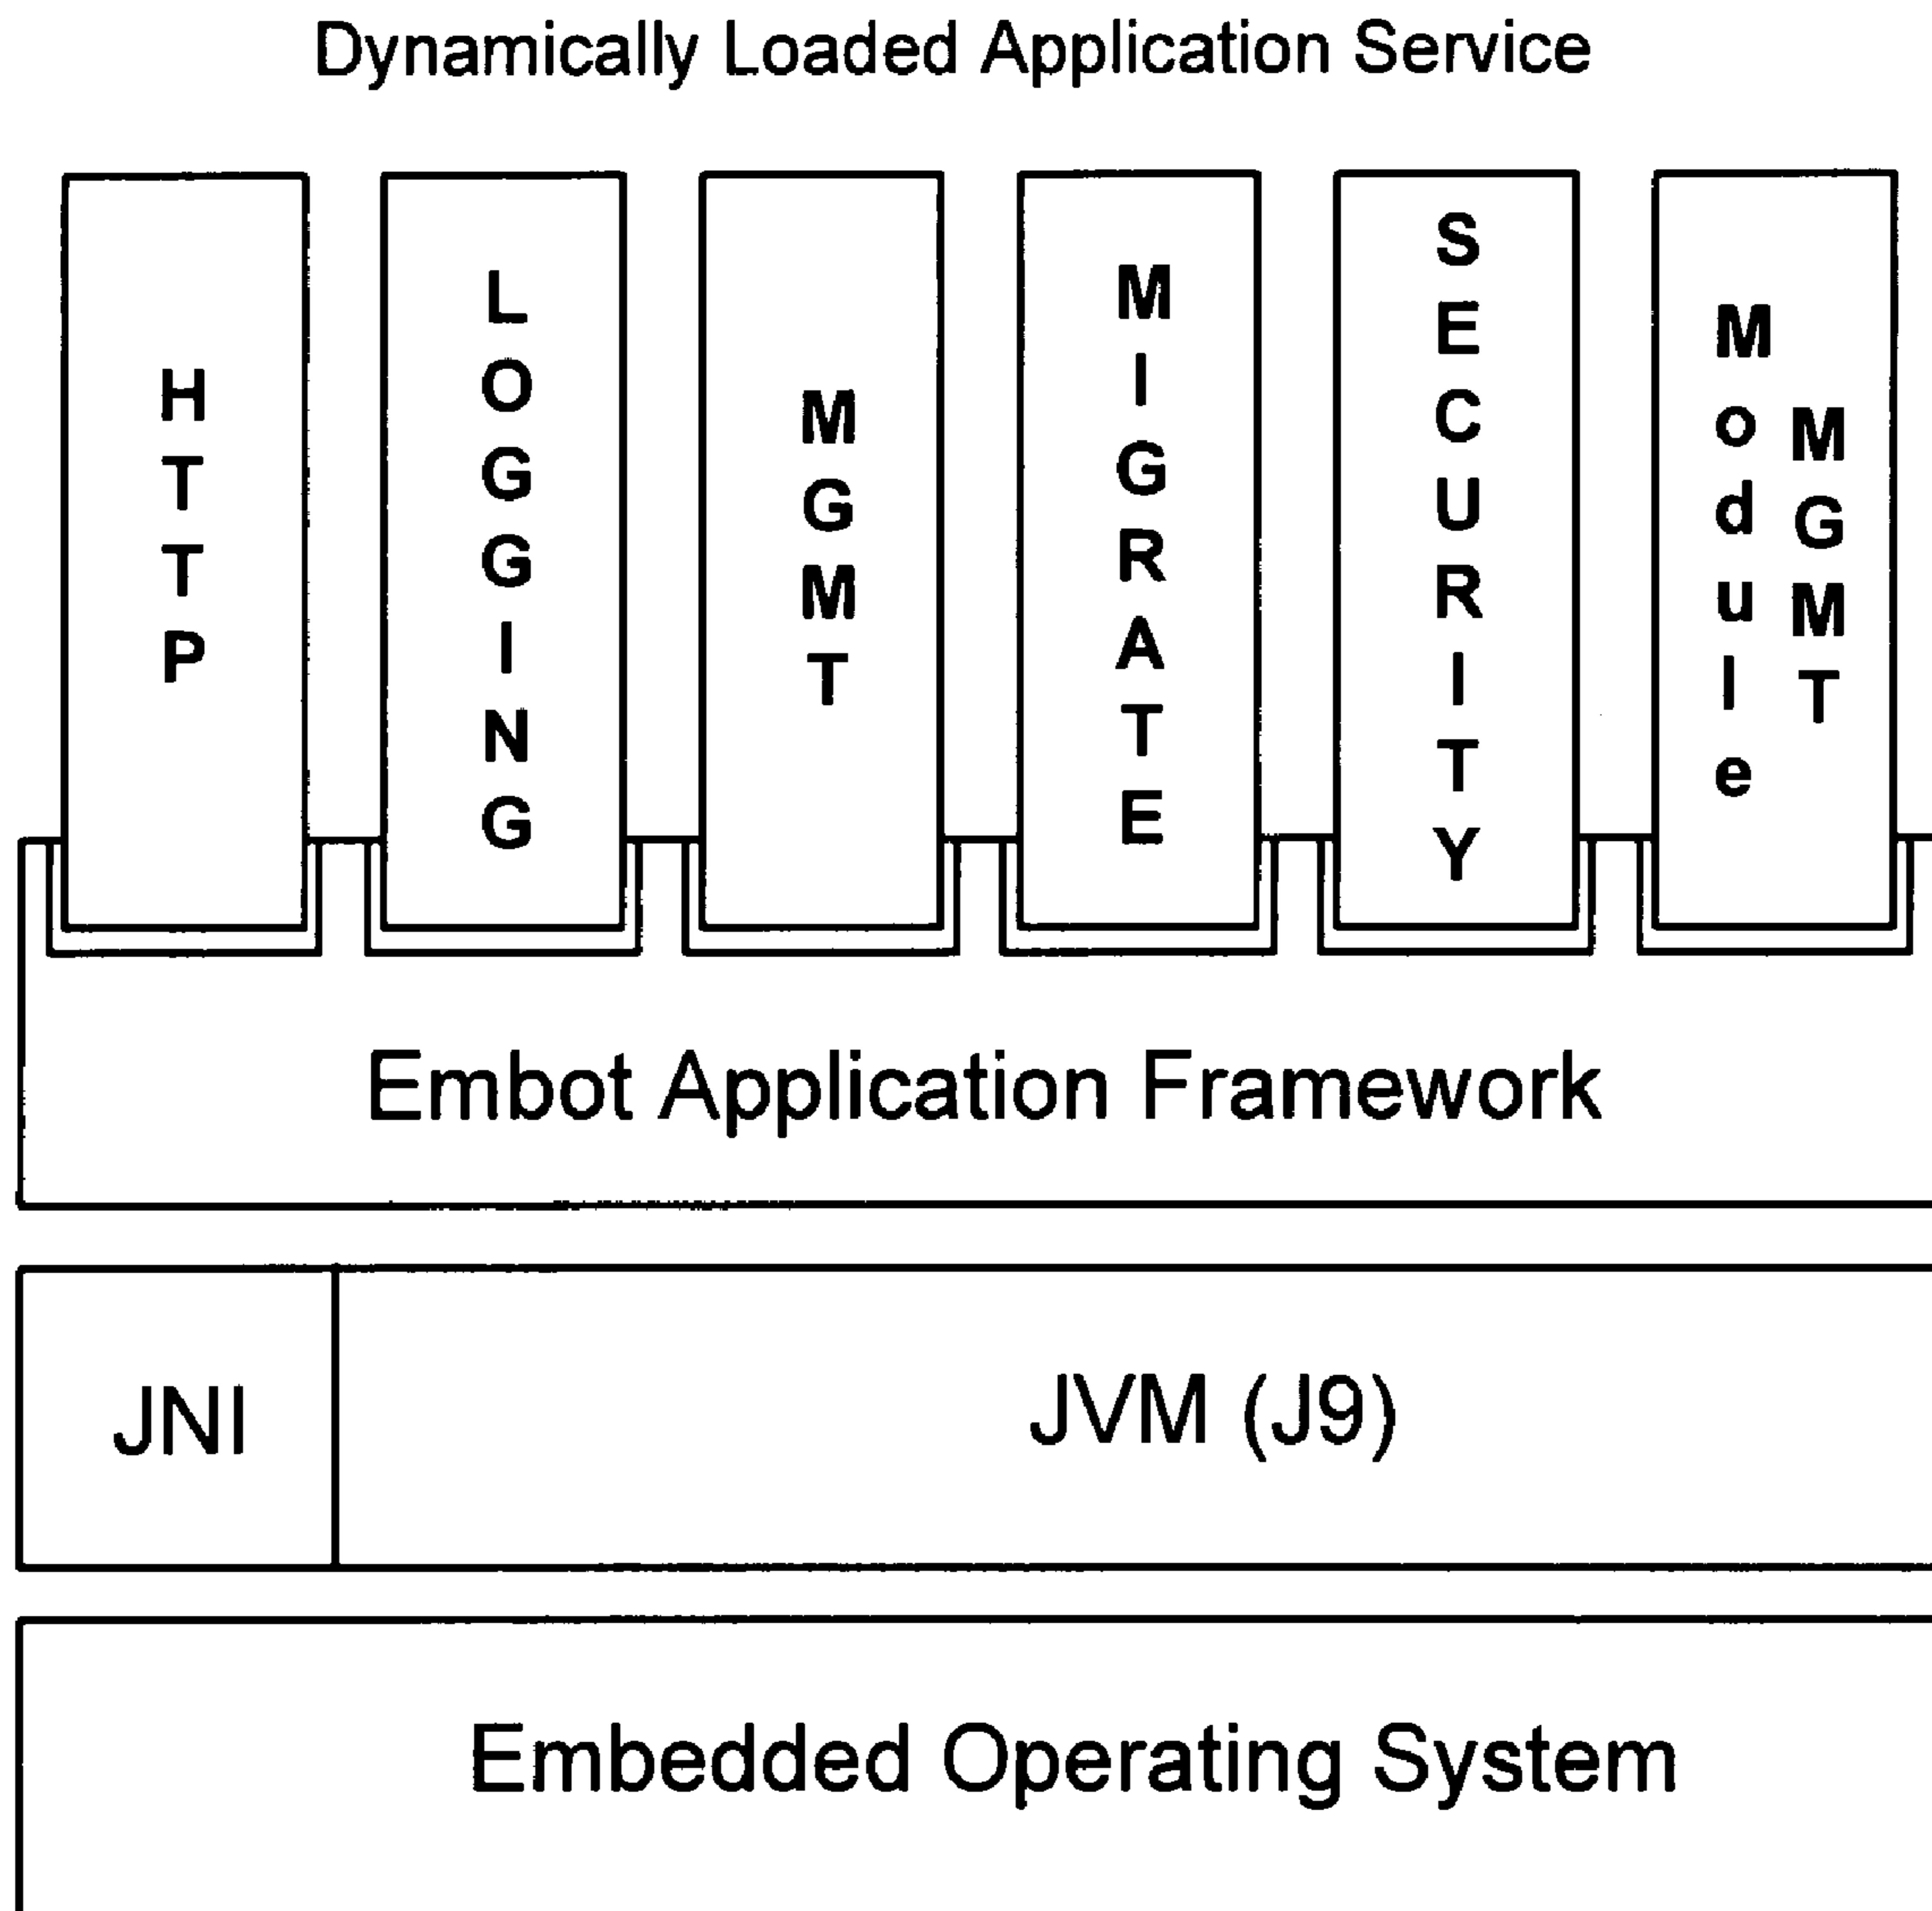 Dynamically Loaded Application Service
HTTP
LOGGING
MGMT
MIGRATE
SECURITY
Module
MGMT
Embot Application Framework
JNI
JVM (J9)
Embedded Operating System